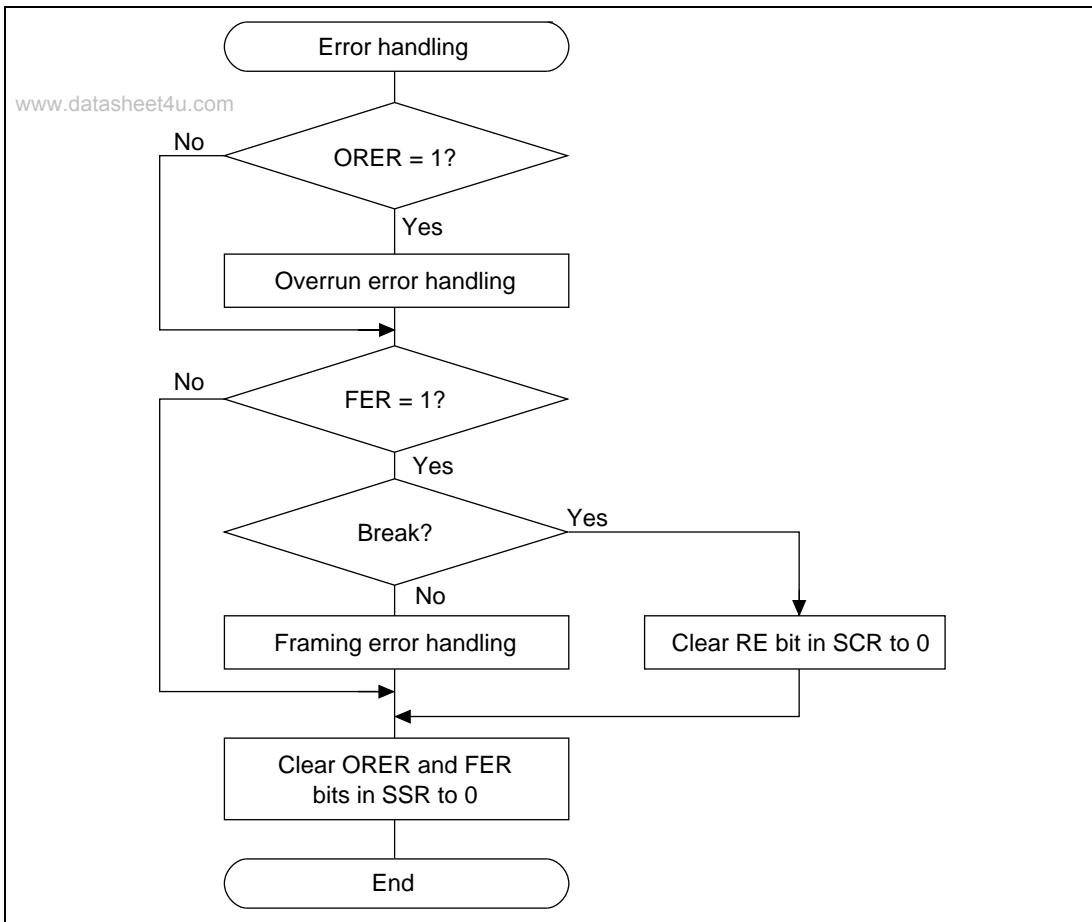 Error handling
www.datasheet4u.com
No
ORER = 1?
Yes
Overrun error handling
No
FER = 1?
Yes
Break?
Yes
No
Framing error handling
Clear RE bit in SCR to 0
Clear ORER and FER
bits in SSR to 0
End